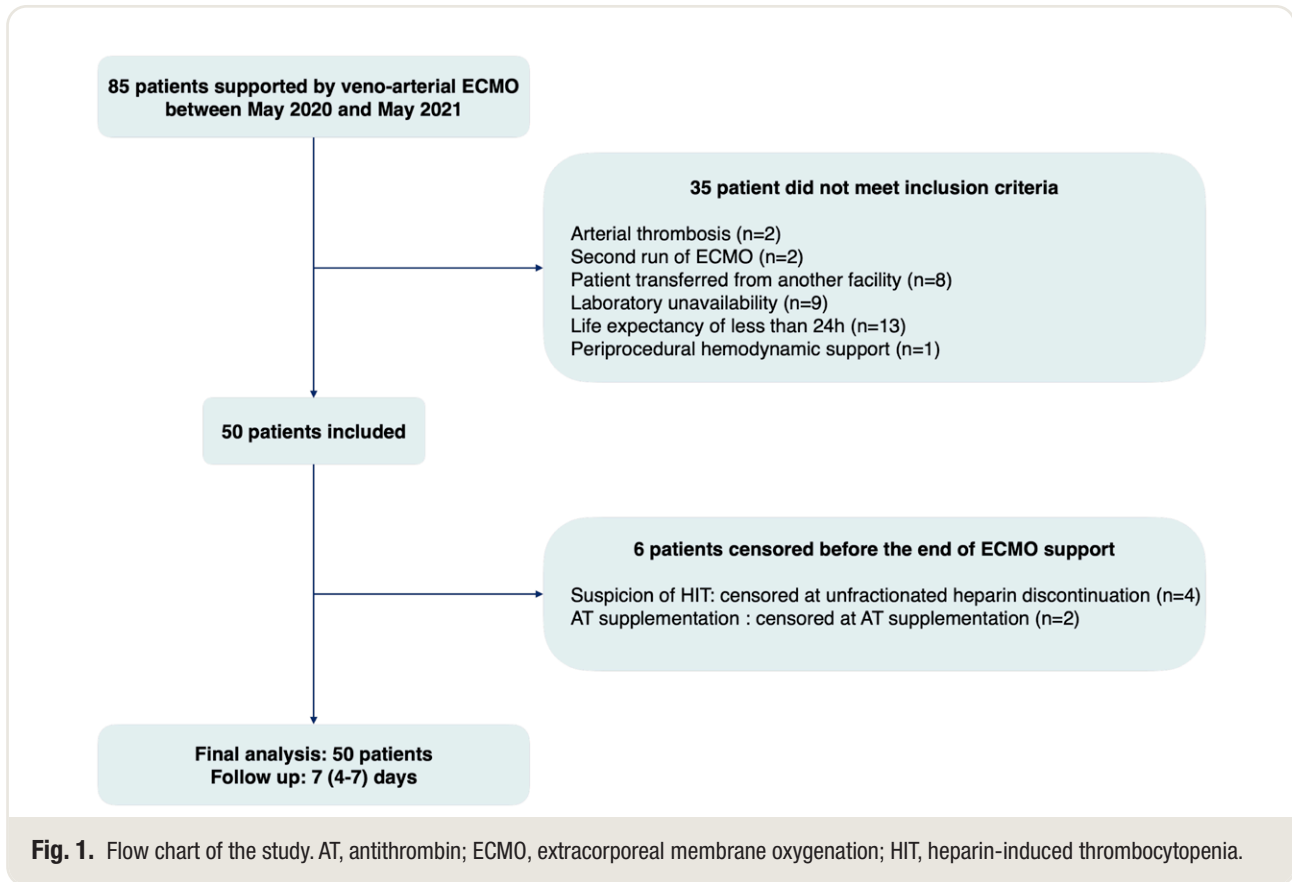 85 patients supported by veno-arterial ECMO
between May 2020 and May 2021
35 patient did not meet inclusion criteria
Arterial thrombosis (n=2)
Second run of ECMO (n=2)
Patient transferred from another facility (n=8)
Laboratory unavailability (n=9)
Life expectancy of less than 24h (n=13)
Periprocedural hemodynamic support (n=1)
50 patients included
6 patients censored before the end of ECMO support
Suspicion of HIT: censored at unfractionated heparin discontinuation (n=4)
AT supplementation : censored at AT supplementation (n=2)
Final analysis: 50 patients
Follow up: 7 (4-7) days
Fig. 1. Flow chart of the study. AT, antithrombin; ECMO, extracorporeal membrane oxygenation; HIT, heparin-induced thrombocytopenia.